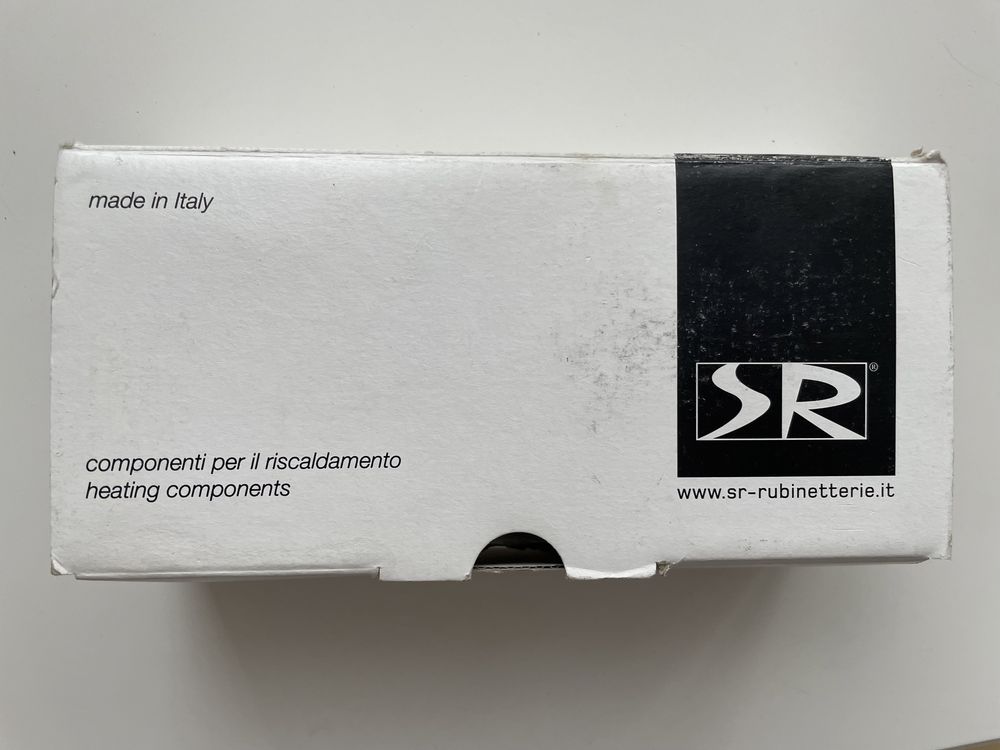 made in Italy
componenti per il riscaldamento
heating components
SR®
www.sr-rubinetterie.it